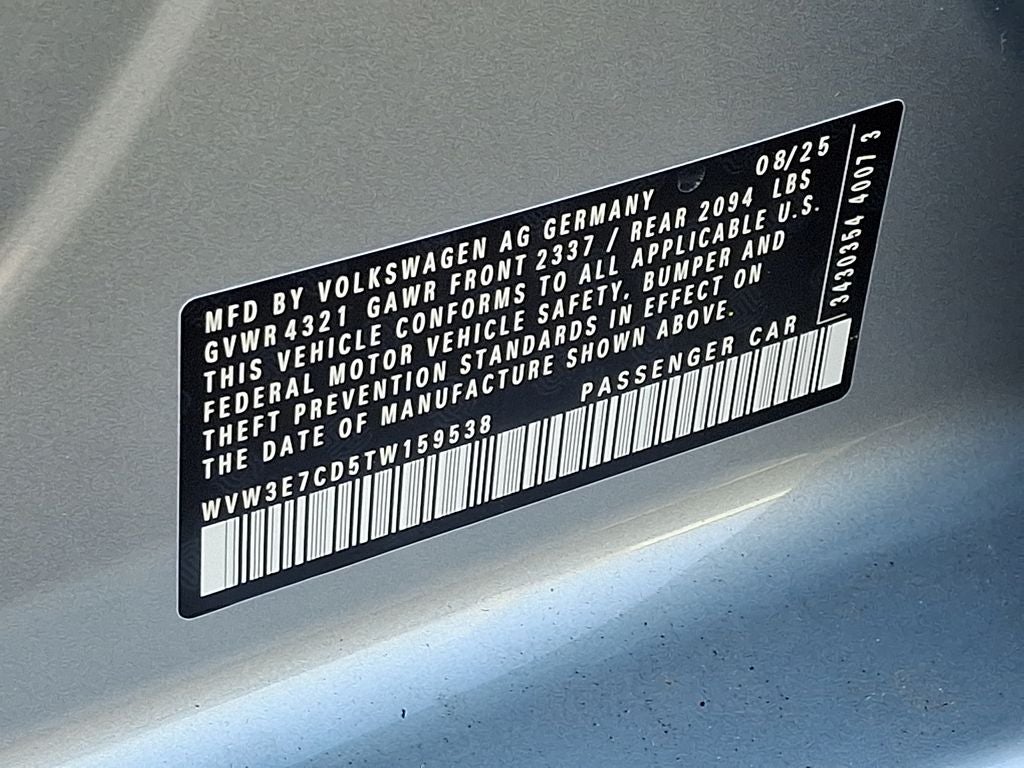 MFD BY VOLKSWAGEN AG GERMANY 08/25
GVWR 4321 GAWR FRONT 2337 / REAR 2094 LBS
THIS VEHICLE CONFORMS TO ALL APPLICABLE U.S.
FEDERAL MOTOR VEHICLE SAFETY, BUMPER AND
THEFT PREVENTION STANDARDS IN EFFECT ON
THE DATE OF MANUFACTURE SHOWN ABOVE.
PASSENGER CAR
WVW3E7CD5TW159538
3430354 4007 3